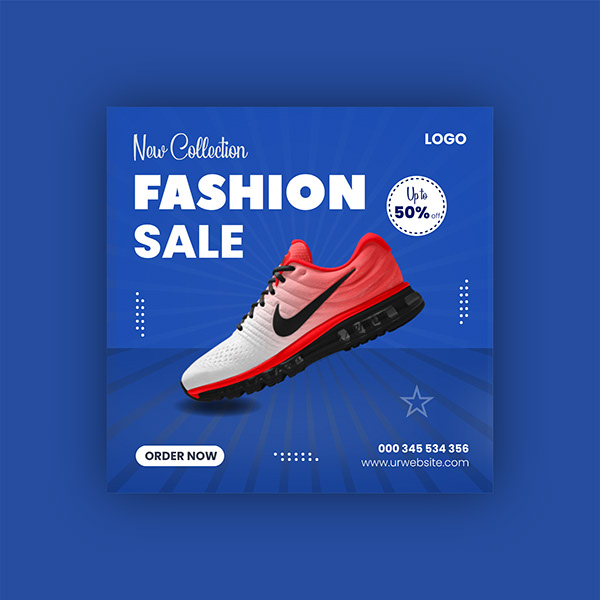 New Collection
LOGO
FASHION
SALE
Up to
50% off
ORDER NOW
000 345 534 356
www.urwebsite.com